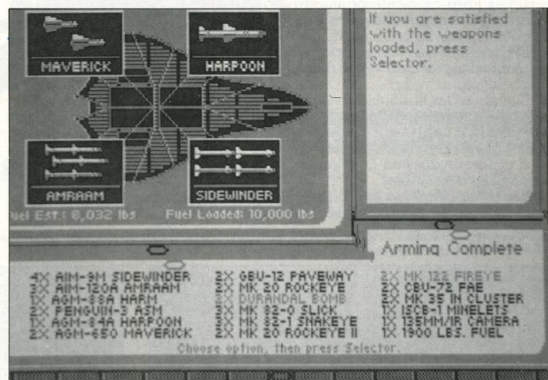 MAVERICK
HARPOON
AMRAAM
SIDEWINDER
uel Est.: 8,032 lbs
Fuel Loaded: 10,000 lbs
If you are satisfied
with the weapons
loaded, press
Selector.
Arming Complete
4X AIM-9M SIDEWINDER
3X AIM-120A AMRAAM
1X AGM-88A HARM
2X PENGUIN-3 ASM
1X AGM-84A HARPOON
2X AGM-65D MAVERICK
2X GBU-12 PAVEWAY
2X MK 20 ROCKEYE
2X DURANDAL BOMB
3X MK 82-0 SLICK
3X MK 82-1 SNAKEYE
2X MK 20 ROCKEYE II
2X MK 122 FIREYE
2X CBU-72 FAE
2X MK 35 IN CLUSTER
1X ISCB-1 MINELETS
1X 135MM/IR CAMERA
1X 1900 LBS. FUEL
Choose option, then press Selector.